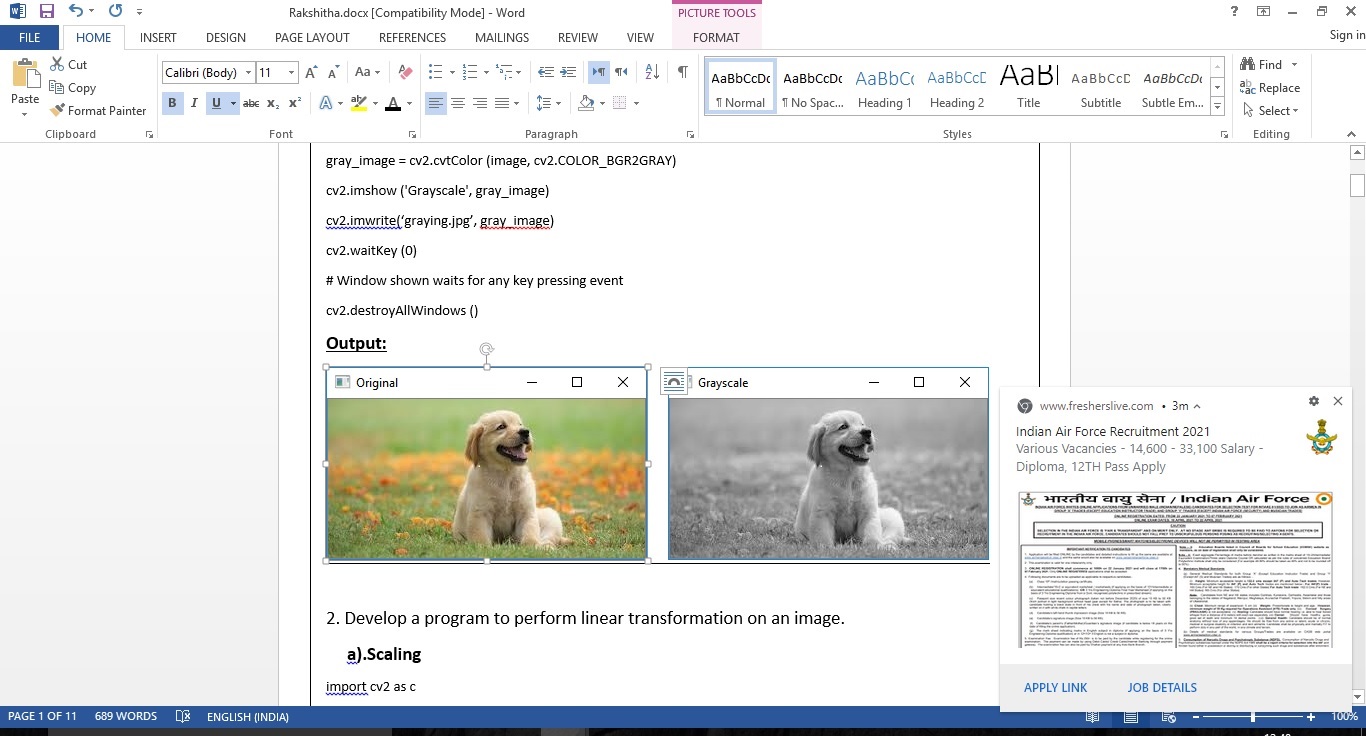 Rakshitha.docx [Compatibility Mode] - Word
PICTURE TOOLS
Sign in
FILE HOME INSERT DESIGN PAGE LAYOUT REFERENCES MAILINGS REVIEW VIEW FORMAT
Cut
Copy
Format Painter
Paste
Clipboard
Calibri (Body) 11
Font
Paragraph
AaBbCcDc AaBbCcDc AaBbCc AaBbCcD AaB AaBbCcD AaBbCcDc
¶ Normal ¶ No Spac... Heading 1 Heading 2 Title Subtitle Subtle Em...
Styles
Find
Replace
Select
Editing
gray_image = cv2.cvtColor (image, cv2.COLOR_BGR2GRAY)
cv2.imshow ('Grayscale', gray_image)
cv2.imwrite(‘graying.jpg’, gray_image)
cv2.waitKey (0)
# Window shown waits for any key pressing event
cv2.destroyAllWindows ()
Output:
Original
Grayscale
2. Develop a program to perform linear transformation on an image.
a).Scaling
import cv2 as c
www.fresherslive.com • 3m
Indian Air Force Recruitment 2021
Various Vacancies - 14,600 - 33,100 Salary -
Diploma, 12TH Pass Apply
भारतीय वायु सेना / Indian Air Force
APPLY LINK JOB DETAILS
PAGE 1 OF 11 689 WORDS ENGLISH (INDIA) 100%